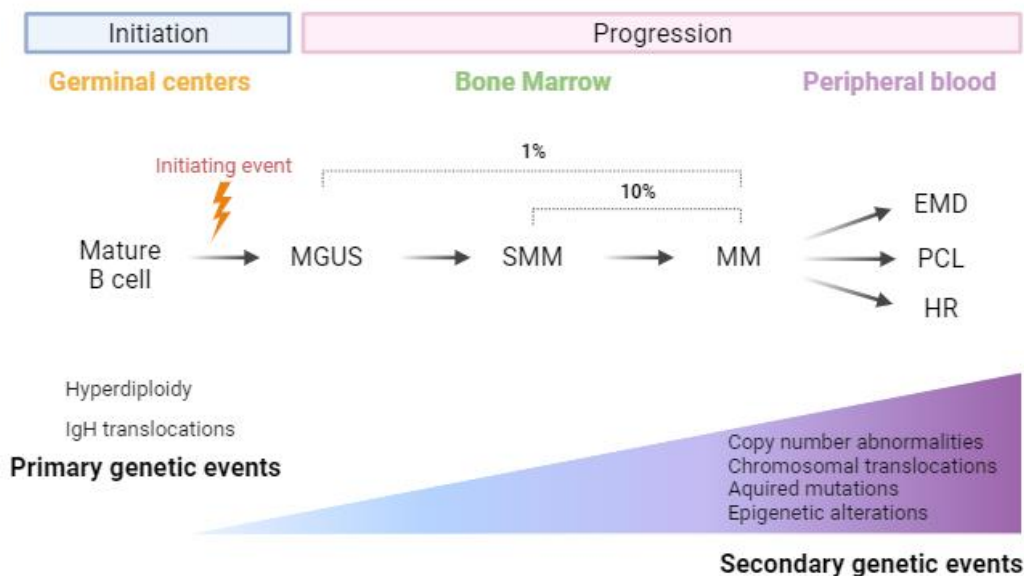 Initiation
Progression
Germinal centers
Bone Marrow
Peripheral blood
Initiating event
1%
10%
Mature
B cell
MGUS
SMM
MM
EMD
PCL
HR
Hyperdiploidy
IgH translocations
Primary genetic events
Copy number abnormalities
Chromosomal translocations
Aquired mutations
Epigenetic alterations
Secondary genetic events